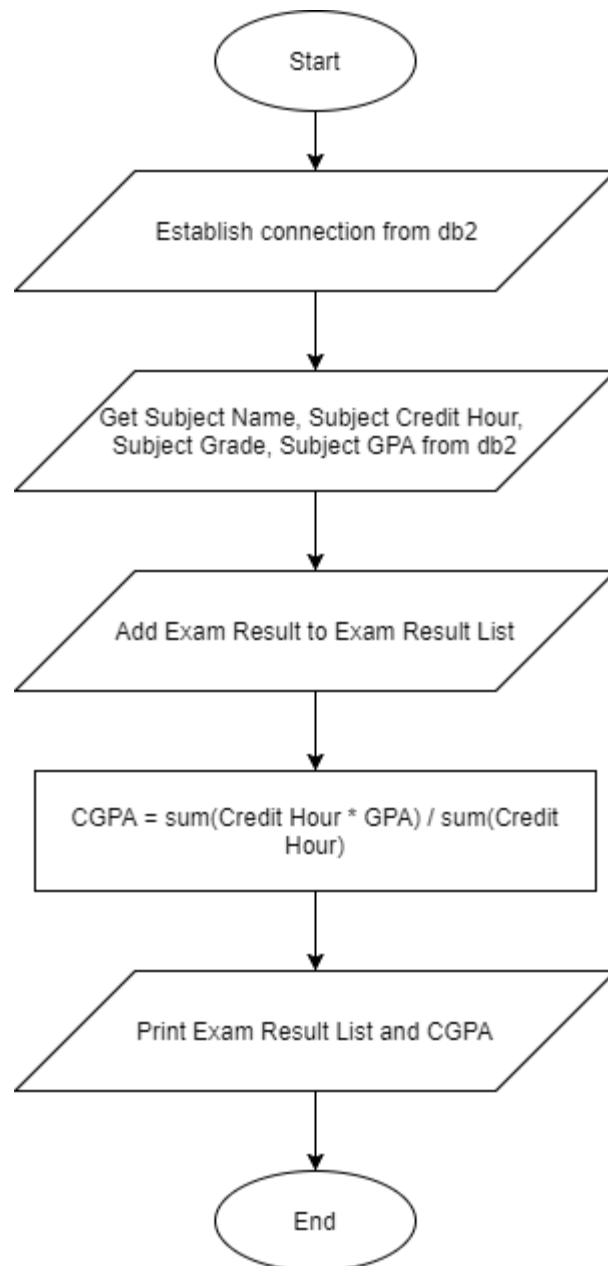 Start
Establish connection from db2
Get Subject Name, Subject Credit Hour,
Subject Grade, Subject GPA from db2
Add Exam Result to Exam Result List
CGPA = sum(Credit Hour * GPA) / sum(Credit
Hour)
Print Exam Result List and CGPA
End